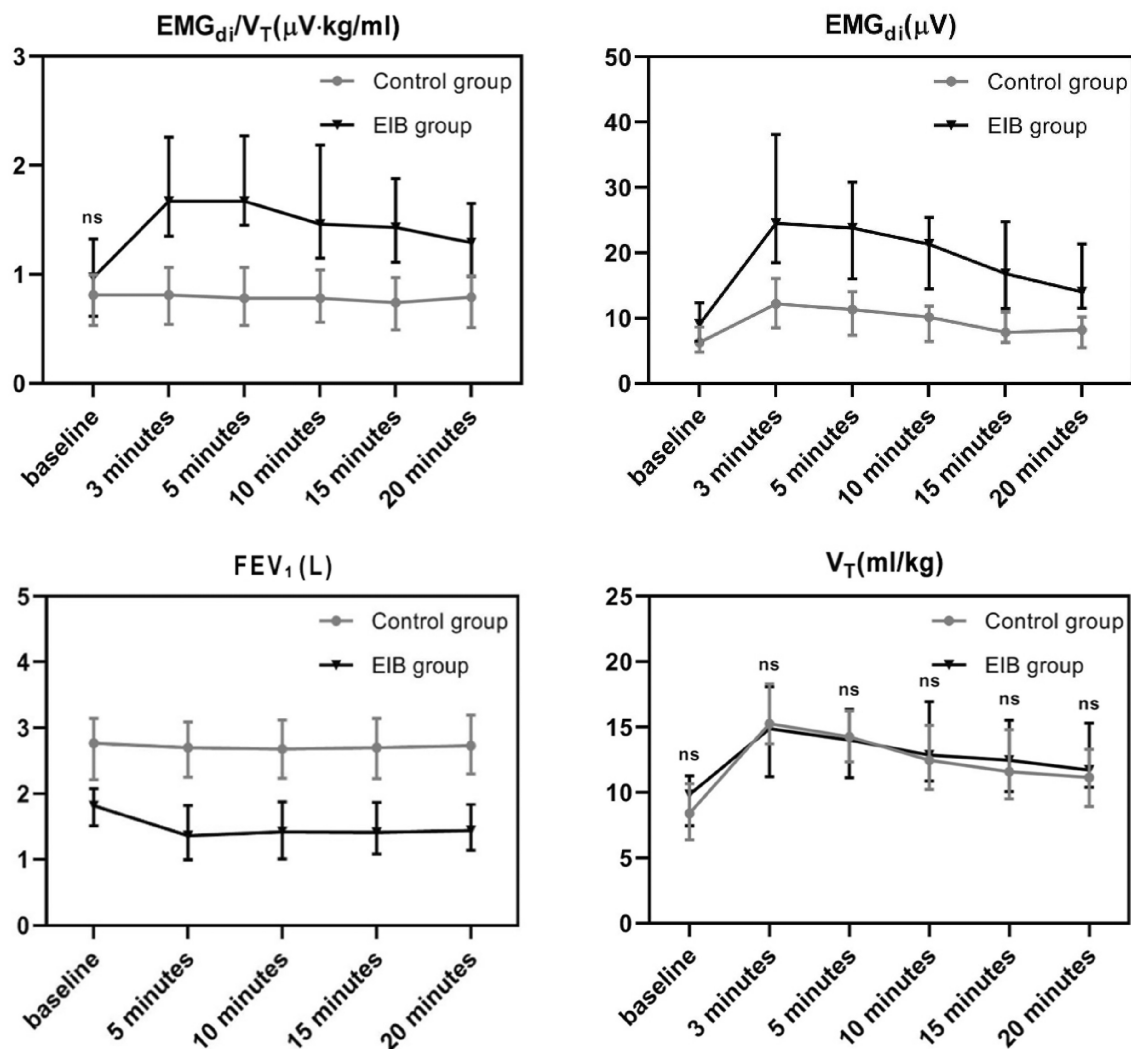 EMGdi/VT(μV·kg/ml)
3
2
1
0
Control group
EIB group
ns
baseline
3 minutes
5 minutes
10 minutes
15 minutes
20 minutes
EMGdi(μV)
50
40
30
20
10
0
Control group
EIB group
baseline
3 minutes
5 minutes
10 minutes
15 minutes
20 minutes
FEV₁ (L)
5
4
3
2
1
0
Control group
EIB group
baseline
5 minutes
10 minutes
15 minutes
20 minutes
VT(ml/kg)
25
20
15
10
5
0
Control group
EIB group
ns
ns
ns
ns
ns
ns
baseline
3 minutes
5 minutes
10 minutes
15 minutes
20 minutes